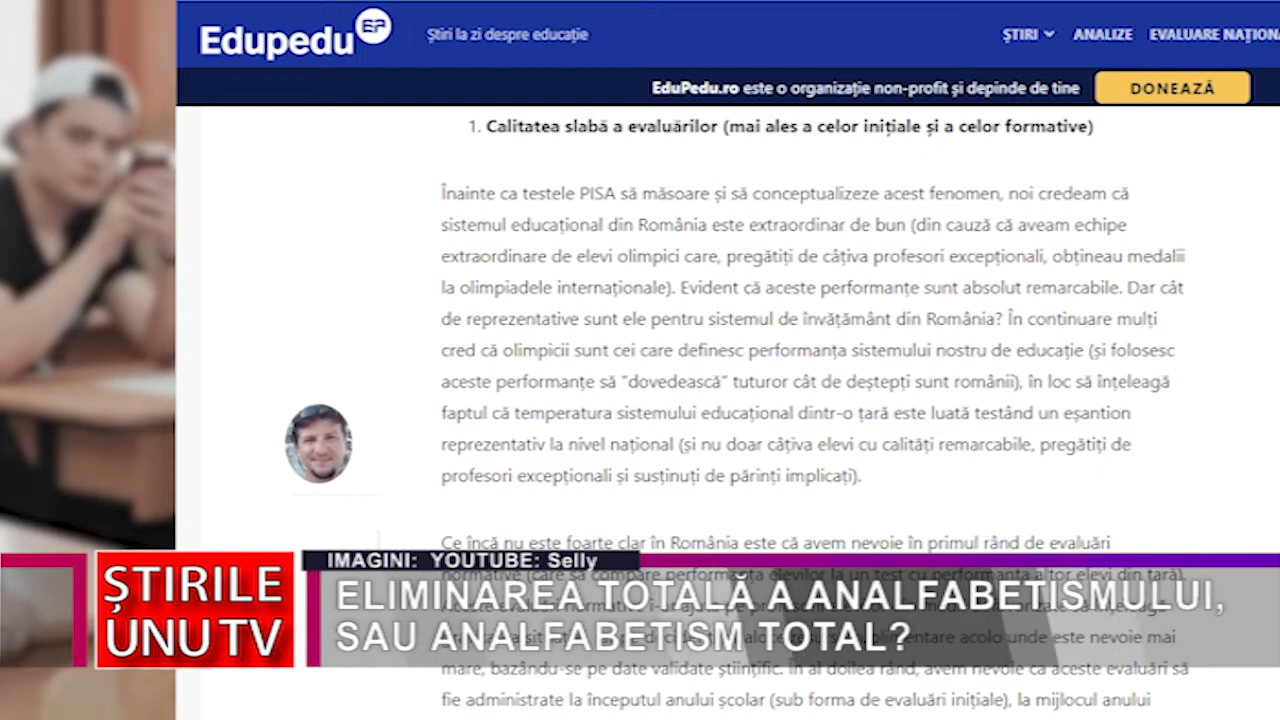 Edupedu EP
Știri la zi despre educație
ȘTIRI ANALIZE EVALUARE
EduPedu.ro este o organizație non-profit și depinde de tine
DONEAZĂ
1. Calitatea slabă a evaluărilor (mai ales a celor inițiale și a celor formative)
Înainte ca testele PISA să măsoare și să conceptualizeze acest fenomen, noi credeam că
sistemul educațional din România este extraordinar de bun (din cauză că aveam echipe
extraordinare de elevi olimpici care, pregătiți de câțiva profesori excepționali, obțineau medalii
la olimpiadele internaționale). Evident că aceste performanțe sunt absolut remarcabile. Dar cât
de reprezentative sunt ele pentru sistemul de învățământ din România? În continuare mulți
cred că olimpicii sunt cei care definesc performanța sistemului nostru de educație (și folosesc
aceste performanțe să "dovedească" tuturor cât de deștepți sunt românii), în loc să înțeleagă
faptul că temperatura sistemului educațional dintr-o țară este luată testând un eșantion
reprezentativ la nivel național (și nu doar câțiva elevi cu calități remarcabile, pregătiți de
profesori excepționali și susținuți de părinți implicați).
Ce încă nu este foarte clar în România este că avem nevoie în primul rând de evaluări
normative (care să compare performanța elevilor la un test cu performanța altor elevi din țară).
acolo unde este nevoie mai
mare, bazându-se pe date validate științific. În al doilea rând, avem nevoie ca aceste evaluări să
fie administrate la începutul anului școlar (sub forma de evaluări inițiale), la mijlocul anului
IMAGINI: YOUTUBE: Selly
ȘTIRILE
UNU TV
ELIMINAREA TOTALĂ A ANALFABETISMULUI,
SAU ANALFABETISM TOTAL?